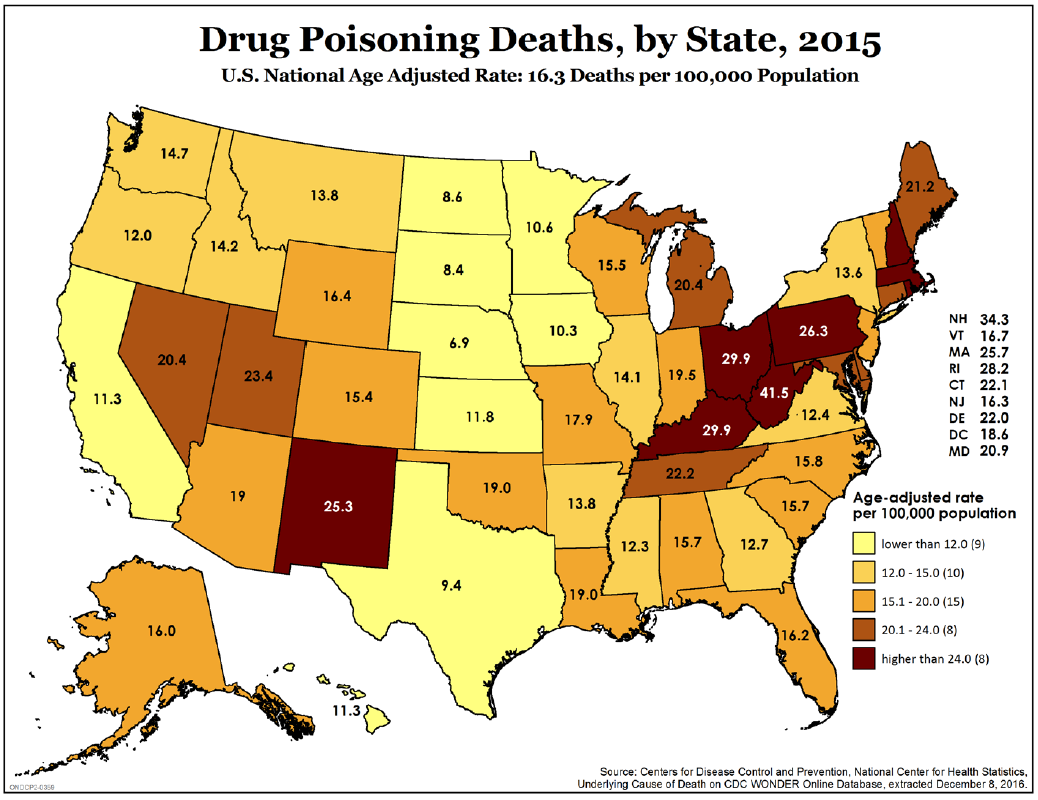 Drug Poisoning Deaths, by State, 2015
U.S. National Age Adjusted Rate: 16.3 Deaths per 100,000 Population
14.7
13.8
8.6
10.6
21.2
12.0
14.2
8.4
15.5
20.4
13.6
16.4
10.3
26.3
NH 34.3
VT 16.7
MA 25.7
RI 28.2
CT 22.1
NJ 16.3
DE 22.0
DC 18.6
MD 20.9
20.4
23.4
6.9
29.9
14.1
19.5
41.5
11.3
15.4
11.8
17.9
29.9
12.4
15.8
22.2
19
25.3
19.0
13.8
15.7
12.3
15.7
12.7
9.4
19.0
16.2
16.0
11.3
Age-adjusted rate
per 100,000 population
lower than 12.0 (9)
12.0 - 15.0 (10)
15.1 - 20.0 (15)
20.1 - 24.0 (8)
higher than 24.0 (8)
Source: Centers for Disease Control and Prevention, National Center for Health Statistics,
Underlying Cause of Death on CDC WONDER Online Database, extracted December 8, 2016.